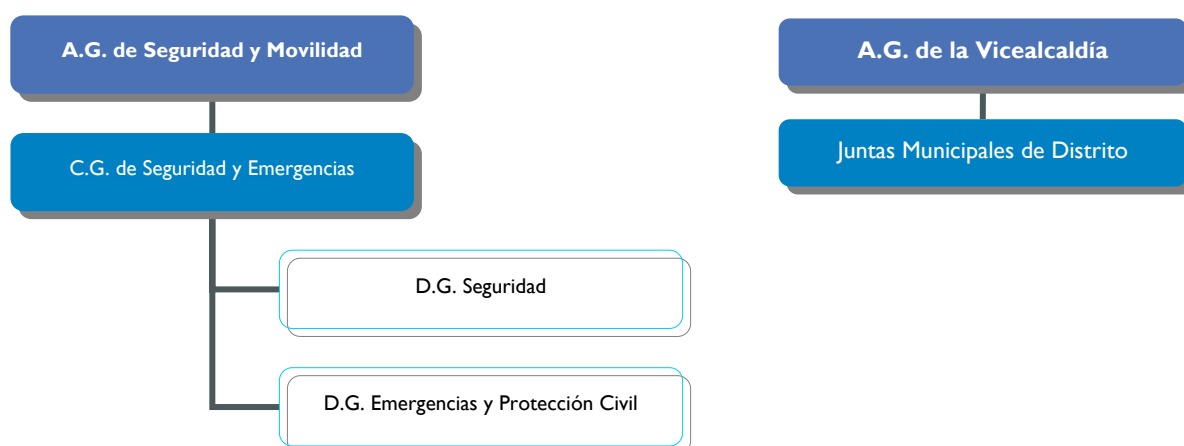 A.G. de Seguridad y Movilidad
C.G. de Seguridad y Emergencias
D.G. Seguridad
D.G. Emergencias y Protección Civil
A.G. de la Vicealcaldía
Juntas Municipales de Distrito